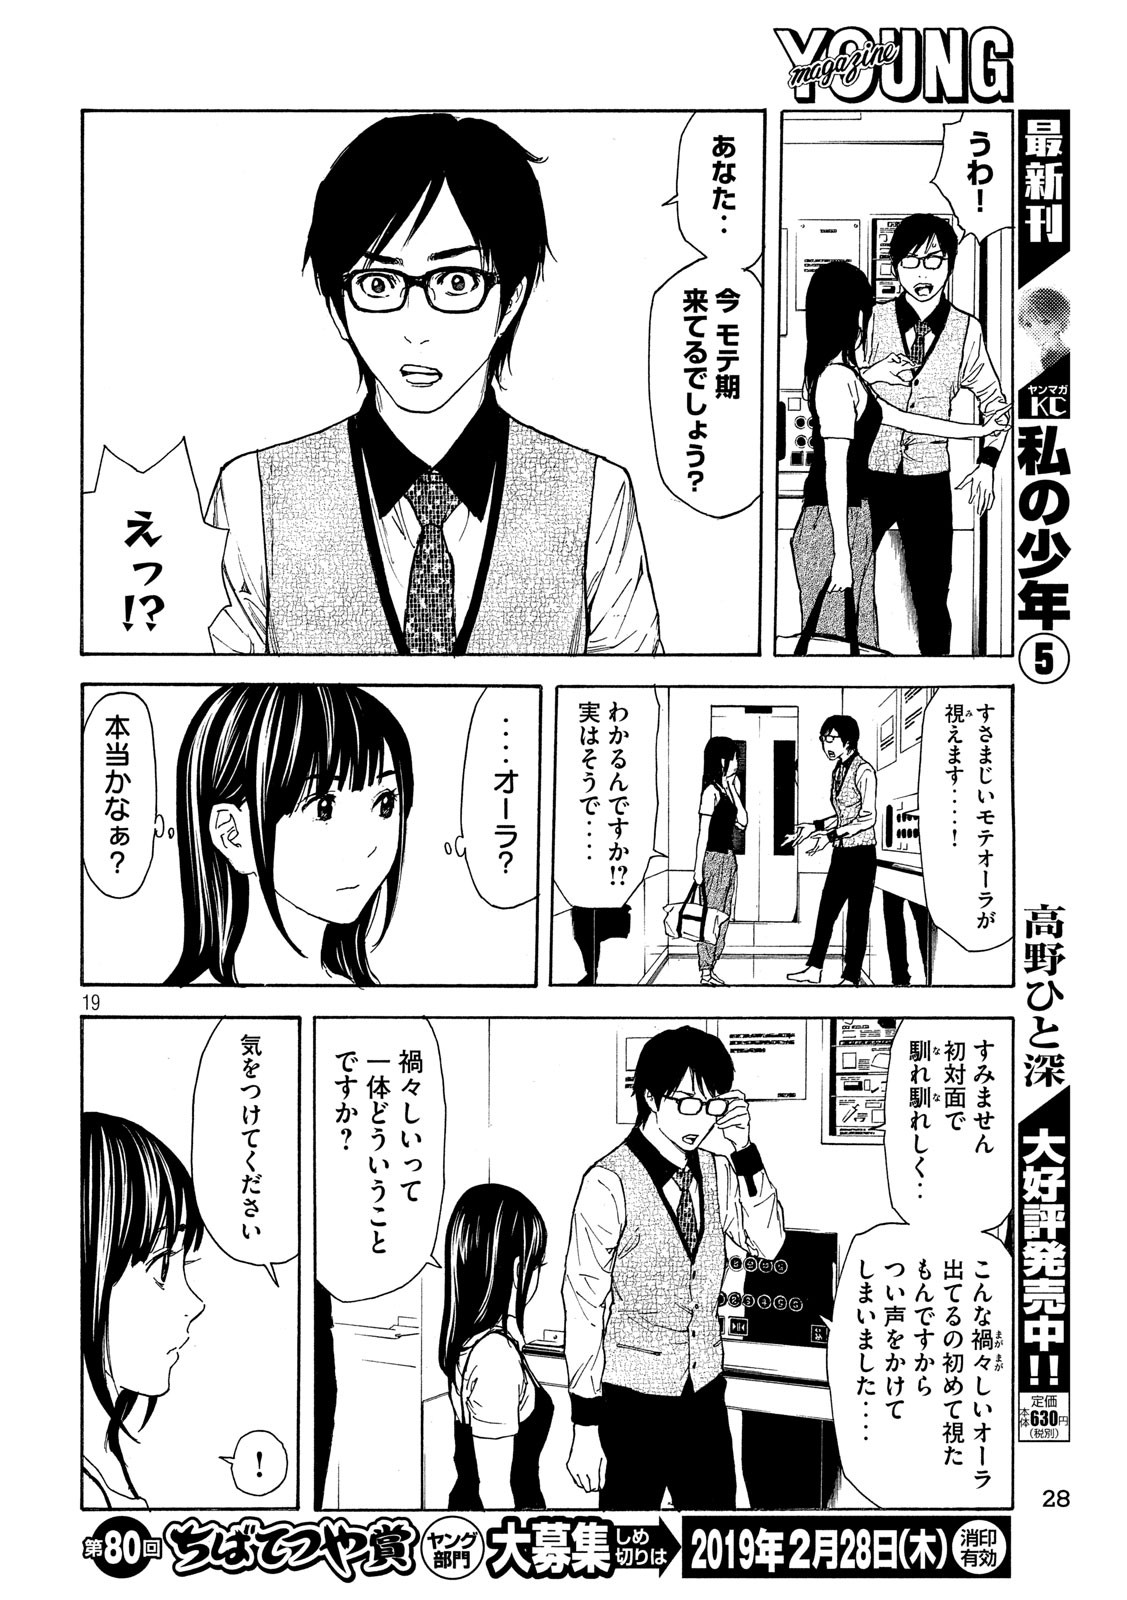 YOUNG
magazine
最新刊
ヤンマガ
KC
私の少年
5
高野ひと深
大好評発売中!!
定価
本体630円
(税別)
うわ!
あなた‥
今 モテ期
来てるでしょう?
えっ!?
すさまじいモテオーラが
視えます‥‥!
み
わかるんですか!?
実はそうで‥‥
‥‥オーラ?
本当かなぁ?
19
すみません
初対面で
馴れ馴れしく‥
な な
こんな禍々しいオーラ
まがまが
出てるの初めて視た
もんですから
つい声をかけて
しまいました‥‥
禍々しいって
一体どういうこと
ですか?
気をつけてください
!
28
第80回
ちばてつや賞
ヤング
部門
大募集
しめ
切りは
2019年2月28日(木)
消印
有効